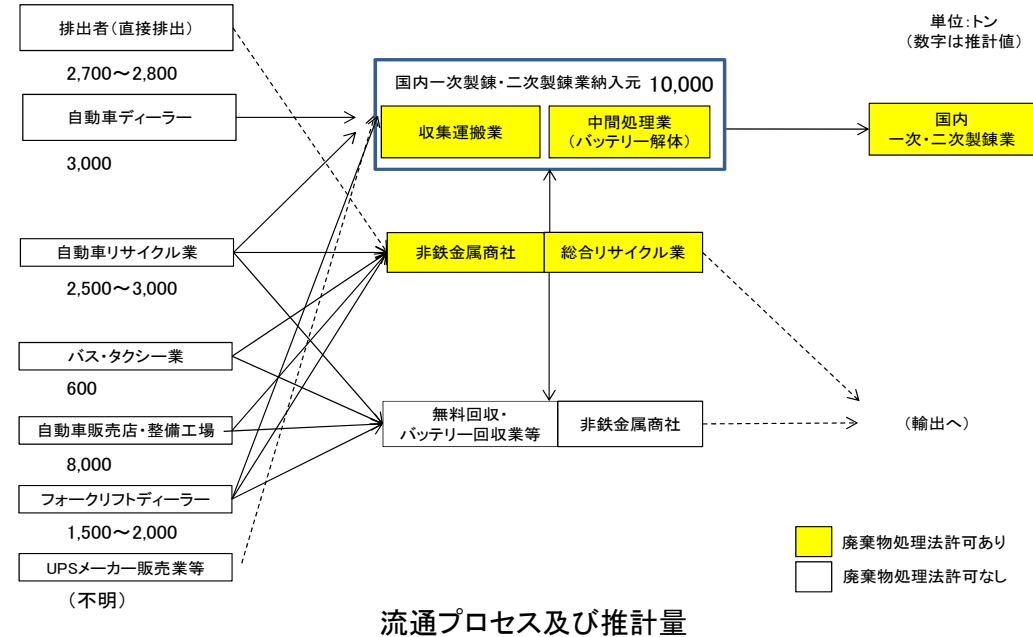 排出者(直接排出)
2,700～2,800
自動車ディーラー
3,000
自動車リサイクル業
2,500～3,000
バス・タクシー業
600
自動車販売店・整備工場
8,000
フォークリフトディーラー
1,500～2,000
UPSメーカー販売業等
(不明)
国内一次製錬・二次製錬業納入元 10,000
収集運搬業
中間処理業
(バッテリー解体)
非鉄金属商社
総合リサイクル業
無料回収・
バッテリー回収業等
非鉄金属商社
単位:トン
(数字は推計値)
国内
一次・二次製錬業
(輸出へ)
廃棄物処理法許可あり
廃棄物処理法許可なし
流通プロセス及び推計量